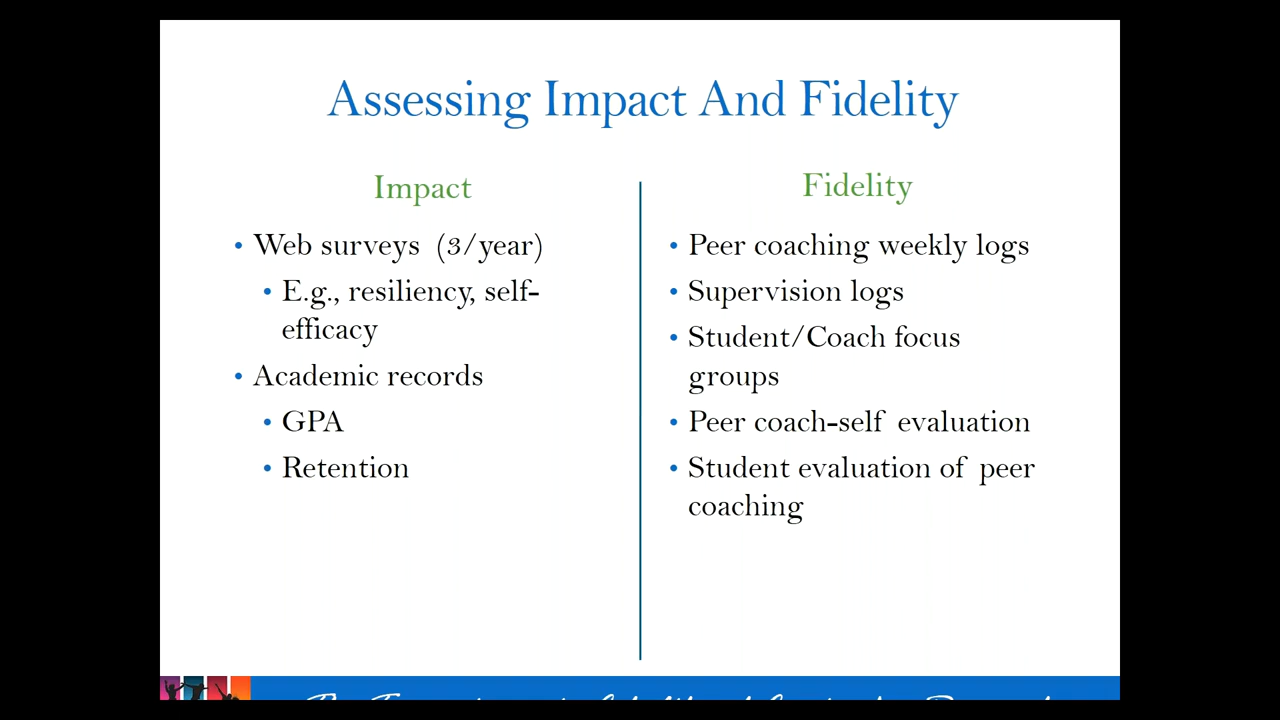 Assessing Impact And Fidelity
Impact
Web surveys (3/year)
E.g., resiliency, self-
efficacy
Academic records
GPA
Retention
Fidelity
Peer coaching weekly logs
Supervision logs
Student/Coach focus
groups
Peer coach-self evaluation
Student evaluation of peer
coaching